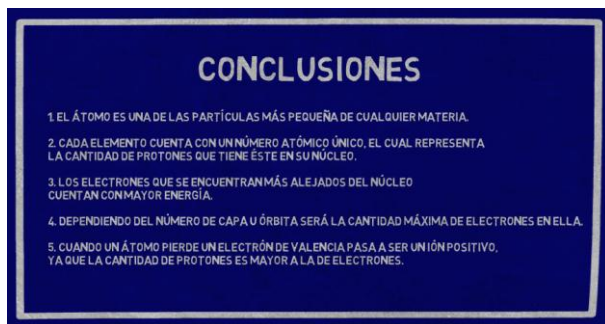 CONCLUSIONES
1. EL ÁTOMO ES UNA DE LAS PARTÍCULAS MÁS PEQUEÑA DE CUALQUIER MATERIA.
2. CADA ELEMENTO CUENTA CON UN NÚMERO ATÓMICO ÚNICO, EL CUAL REPRESENTA
LA CANTIDAD DE PROTONES QUE TIENE ÉSTE EN SU NÚCLEO.
3. LOS ELECTRONES QUE SE ENCUENTRAN MÁS ALEJADOS DEL NÚCLEO
CUENTAN CON MAYOR ENERGÍA.
4. DEPENDIENDO DEL NÚMERO DE CAPA U ÓRBITA SERÁ LA CANTIDAD MÁXIMA DE ELECTRONES EN ELLA.
5. CUANDO UN ÁTOMO PIERDE UN ELECTRÓN DE VALENCIA PASA A SER UN IÓN POSITIVO,
YA QUE LA CANTIDAD DE PROTONES ES MAYOR A LA DE ELECTRONES.